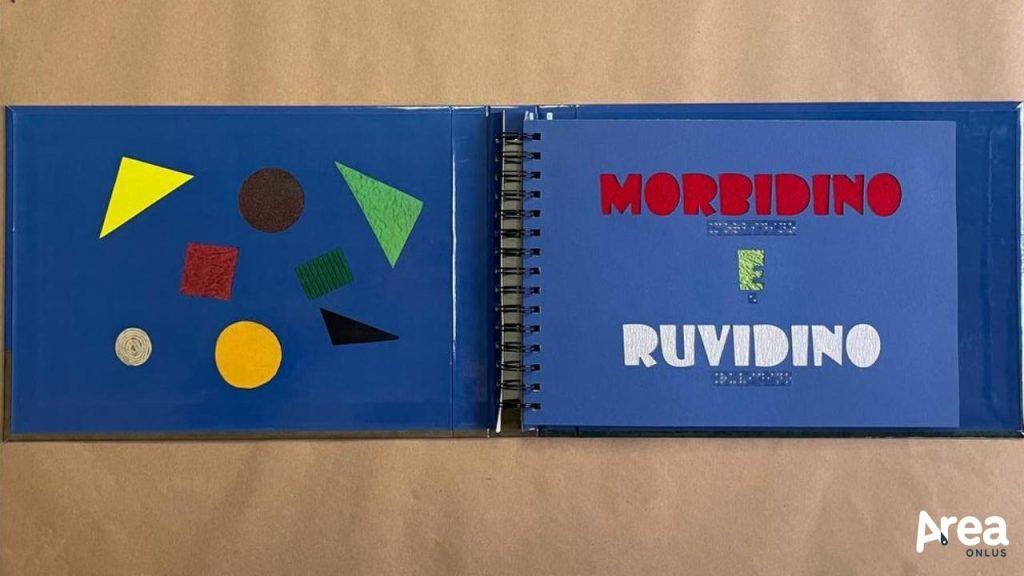 MORBIDINO
E
RUVIDINO
Area
ONLUS